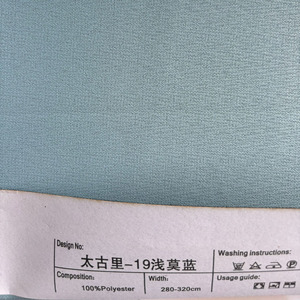 Design No:
太古里-19浅莫蓝
Washing instructions:
Composition:
Width:
100%Polyester
280-320cm
Usage guide: